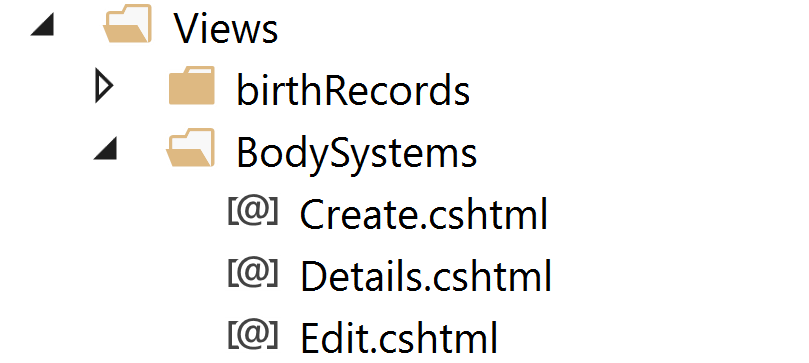 Views
birthRecords
BodySystems
[@] Create.cshtml
[@] Details.cshtml
[@] Edit.cshtml